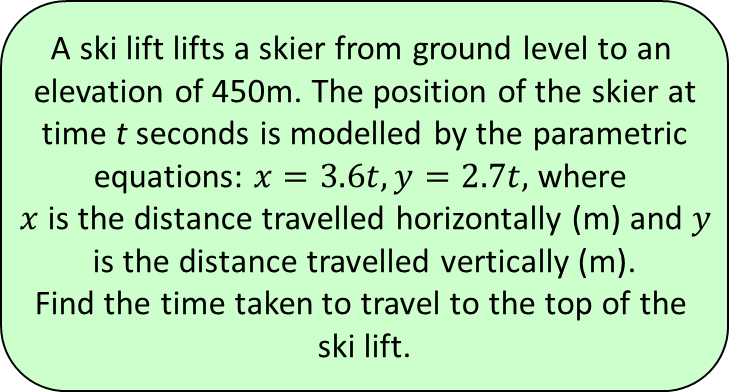 A ski lift lifts a skier from ground level to an
elevation of 450m. The position of the skier at
time t seconds is modelled by the parametric
equations: x = 3.6t, y = 2.7t, where
x is the distance travelled horizontally (m) and y
is the distance travelled vertically (m).
Find the time taken to travel to the top of the
ski lift.